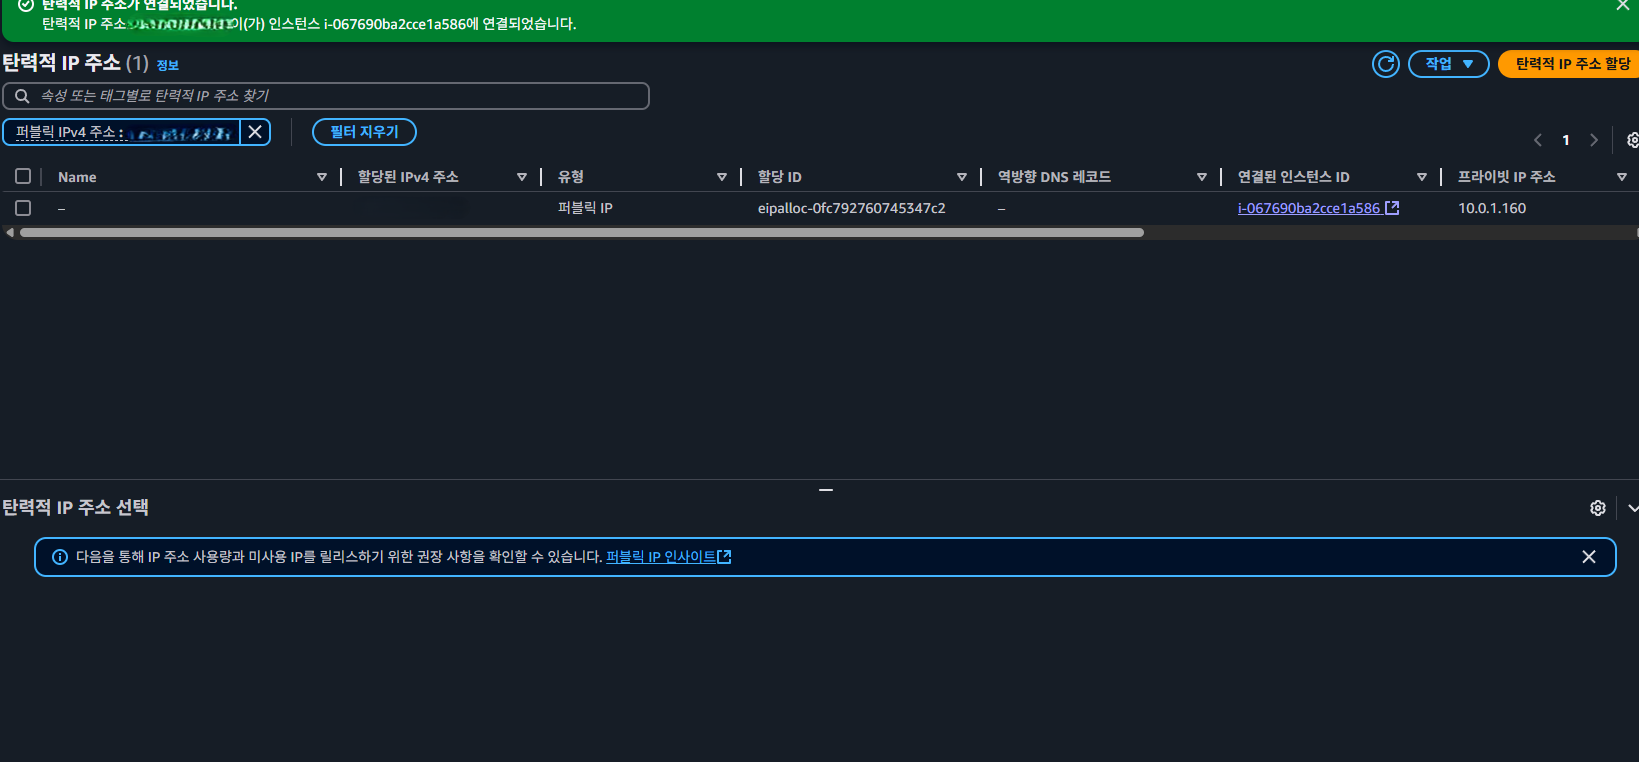 탄력적 IP 주소가 연결되었습니다.
탄력적 IP 주소 이(가) 인스턴스 i-067690ba2cce1a586에 연결되었습니다.
탄력적 IP 주소 (1) 정보
작업
탄력적 IP 주소 할당
속성 또는 태그별로 탄력적 IP 주소 찾기
퍼블릭 IPv4 주소 :
필터 지우기
1
Name 할당된 IPv4 주소 유형 할당 ID 역방향 DNS 레코드 연결된 인스턴스 ID 프라이빗 IP 주소
– 퍼블릭 IP eipalloc-0fc792760745347c2 – i-067690ba2cce1a586 10.0.1.160
탄력적 IP 주소 선택
다음을 통해 IP 주소 사용량과 미사용 IP를 릴리스하기 위한 권장 사항을 확인할 수 있습니다. 퍼블릭 IP 인사이트